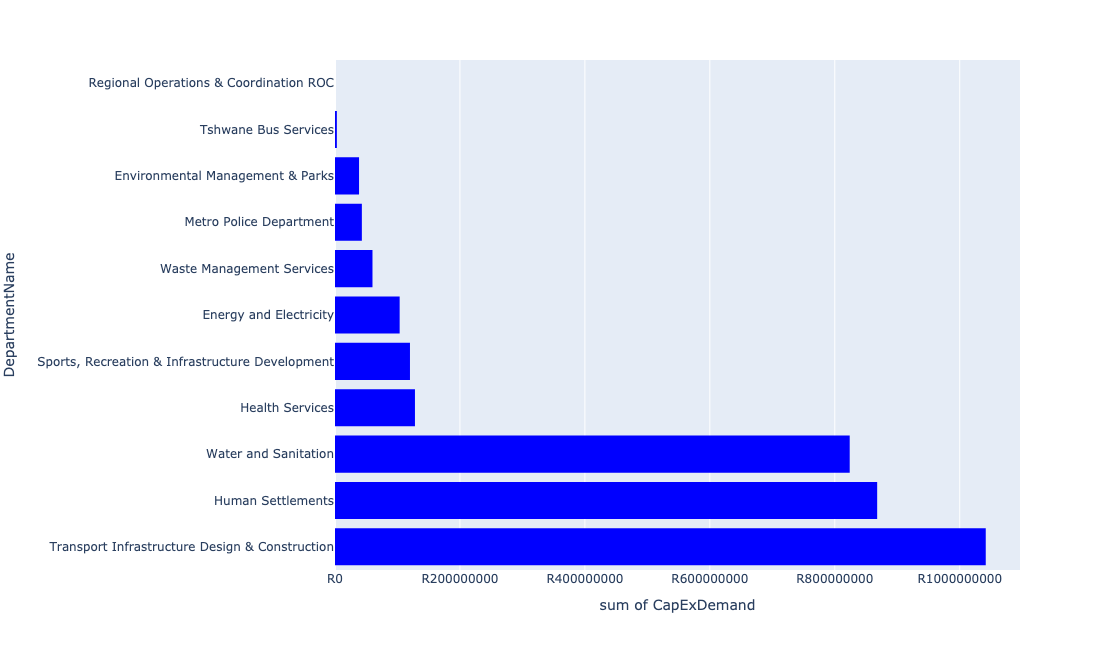 Regional Operations & Coordination ROC
Tshwane Bus Services
Environmental Management & Parks
Metro Police Department
Waste Management Services
Energy and Electricity
Sports, Recreation & Infrastructure Development
Health Services
Water and Sanitation
Human Settlements
Transport Infrastructure Design & Construction
DepartmentName
R0 R200000000 R400000000 R600000000 R800000000 R1000000000
sum of CapExDemand